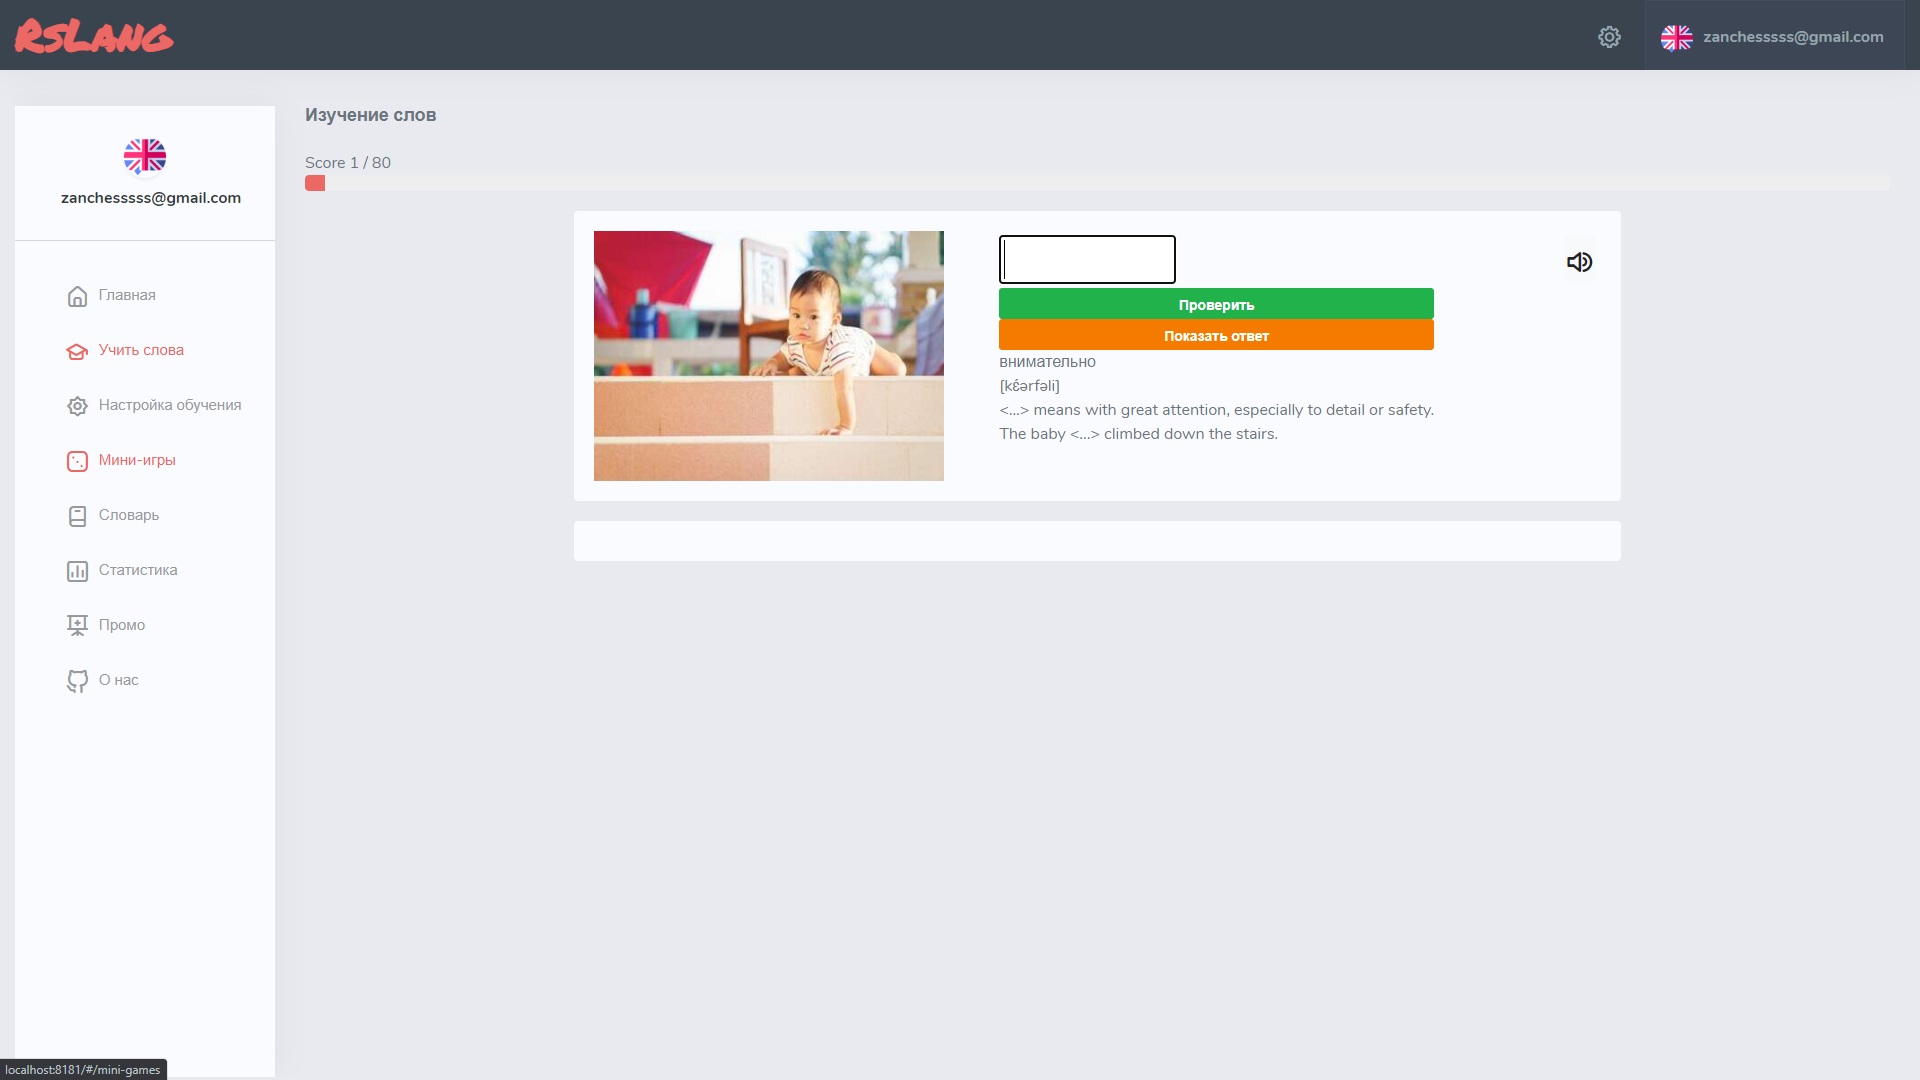 RSLang
zanchesssss@gmail.com
zanchesssss@gmail.com
Главная
Учить слова
Настройка обучения
Мини-игры
Словарь
Статистика
Промо
О нас
Изучение слов
Score 1 / 80
Проверить
Показать ответ
внимательно
[kɛ́ərfəli]
<...> means with great attention, especially to detail or safety.
The baby <...> climbed down the stairs.
localhost:8181/#/mini-games